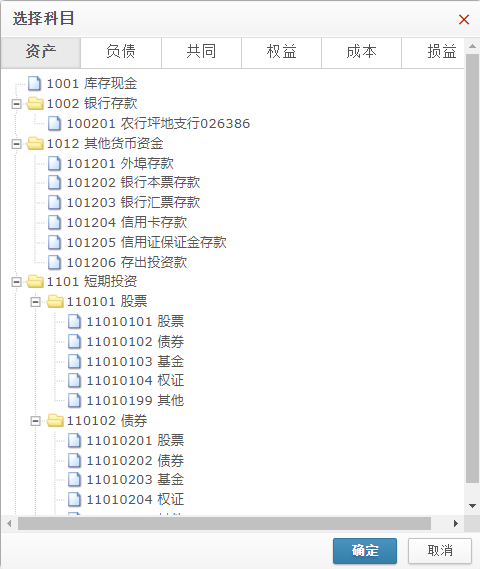 选择科目
资产 负债 共同 权益 成本 损益
1001 库存现金
1002 银行存款
100201 农行坪地支行026386
1012 其他货币资金
101201 外埠存款
101202 银行本票存款
101203 银行汇票存款
101204 信用卡存款
101205 信用证保证金存款
101206 存出投资款
1101 短期投资
110101 股票
11010101 股票
11010102 债券
11010103 基金
11010104 权证
11010199 其他
110102 债券
11010201 股票
11010202 债券
11010203 基金
11010204 权证
确定 取消